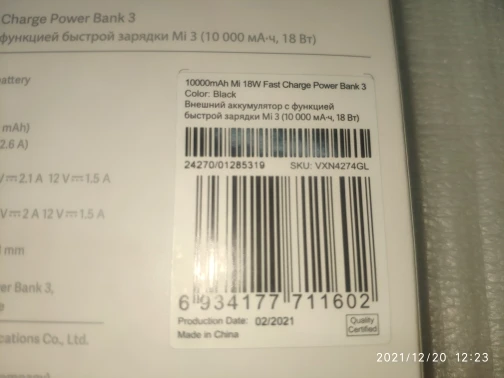 Charge Power Bank 3
функцией быстрой зарядки Mi 3 (10 000 мА·ч, 18 Вт)
attery
mAh)
2.6 A)
V⎓2.1 A 12 V⎓1.5 A
V⎓2 A 12 V⎓1.5 A
mm
er Bank 3,
cations Co., Ltd.
10000mAh Mi 18W Fast Charge Power Bank 3
Color: Black
Внешний аккумулятор с функцией
быстрой зарядки Mi 3 (10 000 мА·ч, 18 Вт)
24270/01285319 SKU: VXN4274GL
6 934177 711602
Production Date: 02/2021
Made in China
Quality
Certified
2021/12/20 12:23